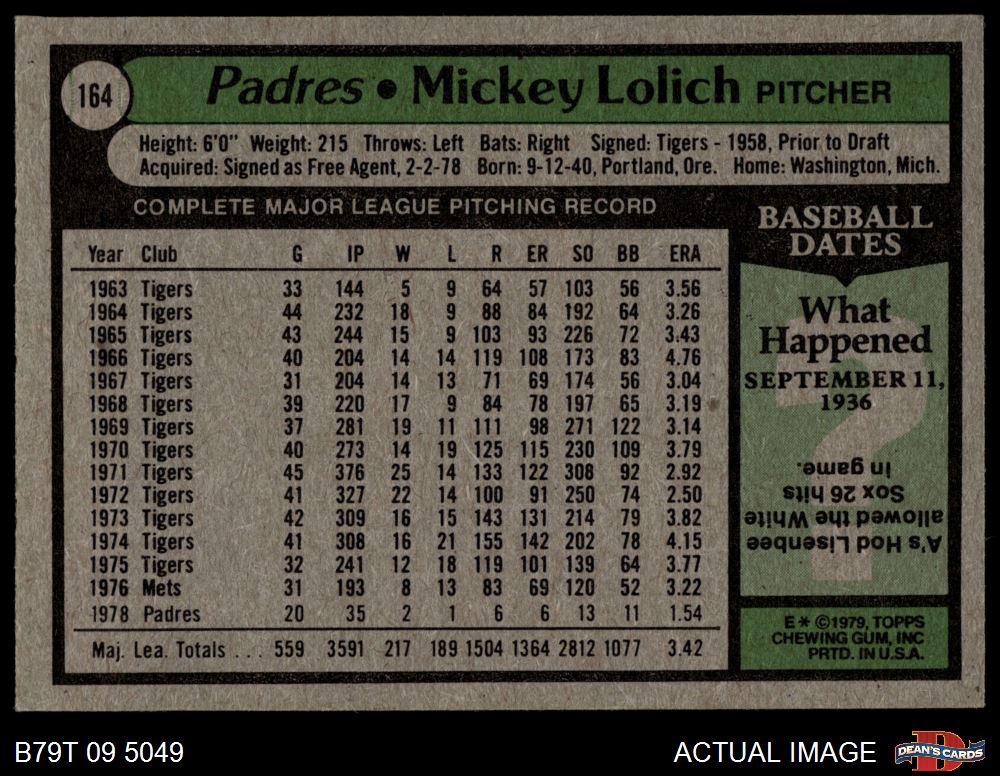 164
Padres • Mickey Lolich PITCHER
Height: 6'0" Weight: 215 Throws: Left Bats: Right Signed: Tigers - 1958, Prior to Draft
Acquired: Signed as Free Agent, 2-2-78 Born: 9-12-40, Portland, Ore. Home: Washington, Mich.
COMPLETE MAJOR LEAGUE PITCHING RECORD
Year Club G IP W L R ER SO BB ERA
1963 Tigers 33 144 5 9 64 57 103 56 3.56
1964 Tigers 44 232 18 9 88 84 192 64 3.26
1965 Tigers 43 244 15 9 103 93 226 72 3.43
1966 Tigers 40 204 14 14 119 108 173 83 4.76
1967 Tigers 31 204 14 13 71 69 174 56 3.04
1968 Tigers 39 220 17 9 84 78 197 65 3.19
1969 Tigers 37 281 19 11 111 98 271 122 3.14
1970 Tigers 40 273 14 19 125 115 230 109 3.79
1971 Tigers 45 376 25 14 133 122 308 92 2.92
1972 Tigers 41 327 22 14 100 91 250 74 2.50
1973 Tigers 42 309 16 15 143 131 214 79 3.82
1974 Tigers 41 308 16 21 155 142 202 78 4.15
1975 Tigers 32 241 12 18 119 101 139 64 3.77
1976 Mets 31 193 8 13 83 69 120 52 3.22
1978 Padres 20 35 2 1 6 6 13 11 1.54
Maj. Lea. Totals . . . 559 3591 217 189 1504 1364 2812 1077 3.42
BASEBALL
DATES
What
Happened
SEPTEMBER 11,
1936
?
A's Hod Lisenbee
allowed the White
Sox 26 hits
in game.
E * ©1979, TOPPS
CHEWING GUM, INC
PRTD. IN U.S.A.
B79T 09 5049
ACTUAL IMAGE
D
DEAN'S CARDS